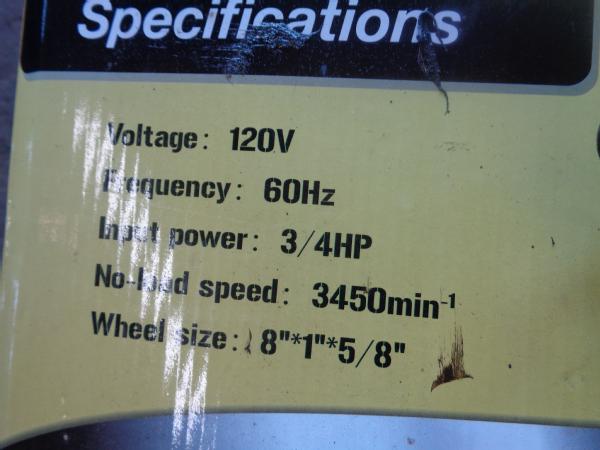 Specifications
Voltage: 120V
Frequency: 60Hz
Input power: 3/4HP
No-load speed: 3450min⁻¹
Wheel size: 8"*1"*5/8"